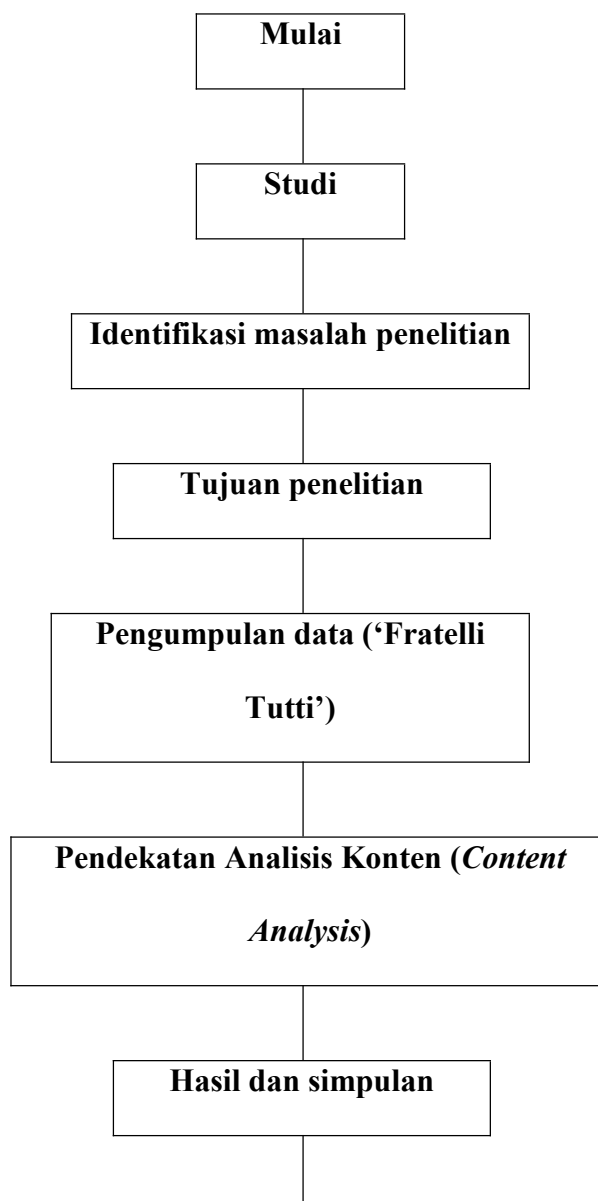 Mulai
Studi
Identifikasi masalah penelitian
Tujuan penelitian
Pengumpulan data (‘Fratelli
Tutti’)
Pendekatan Analisis Konten (Content
Analysis)
Hasil dan simpulan